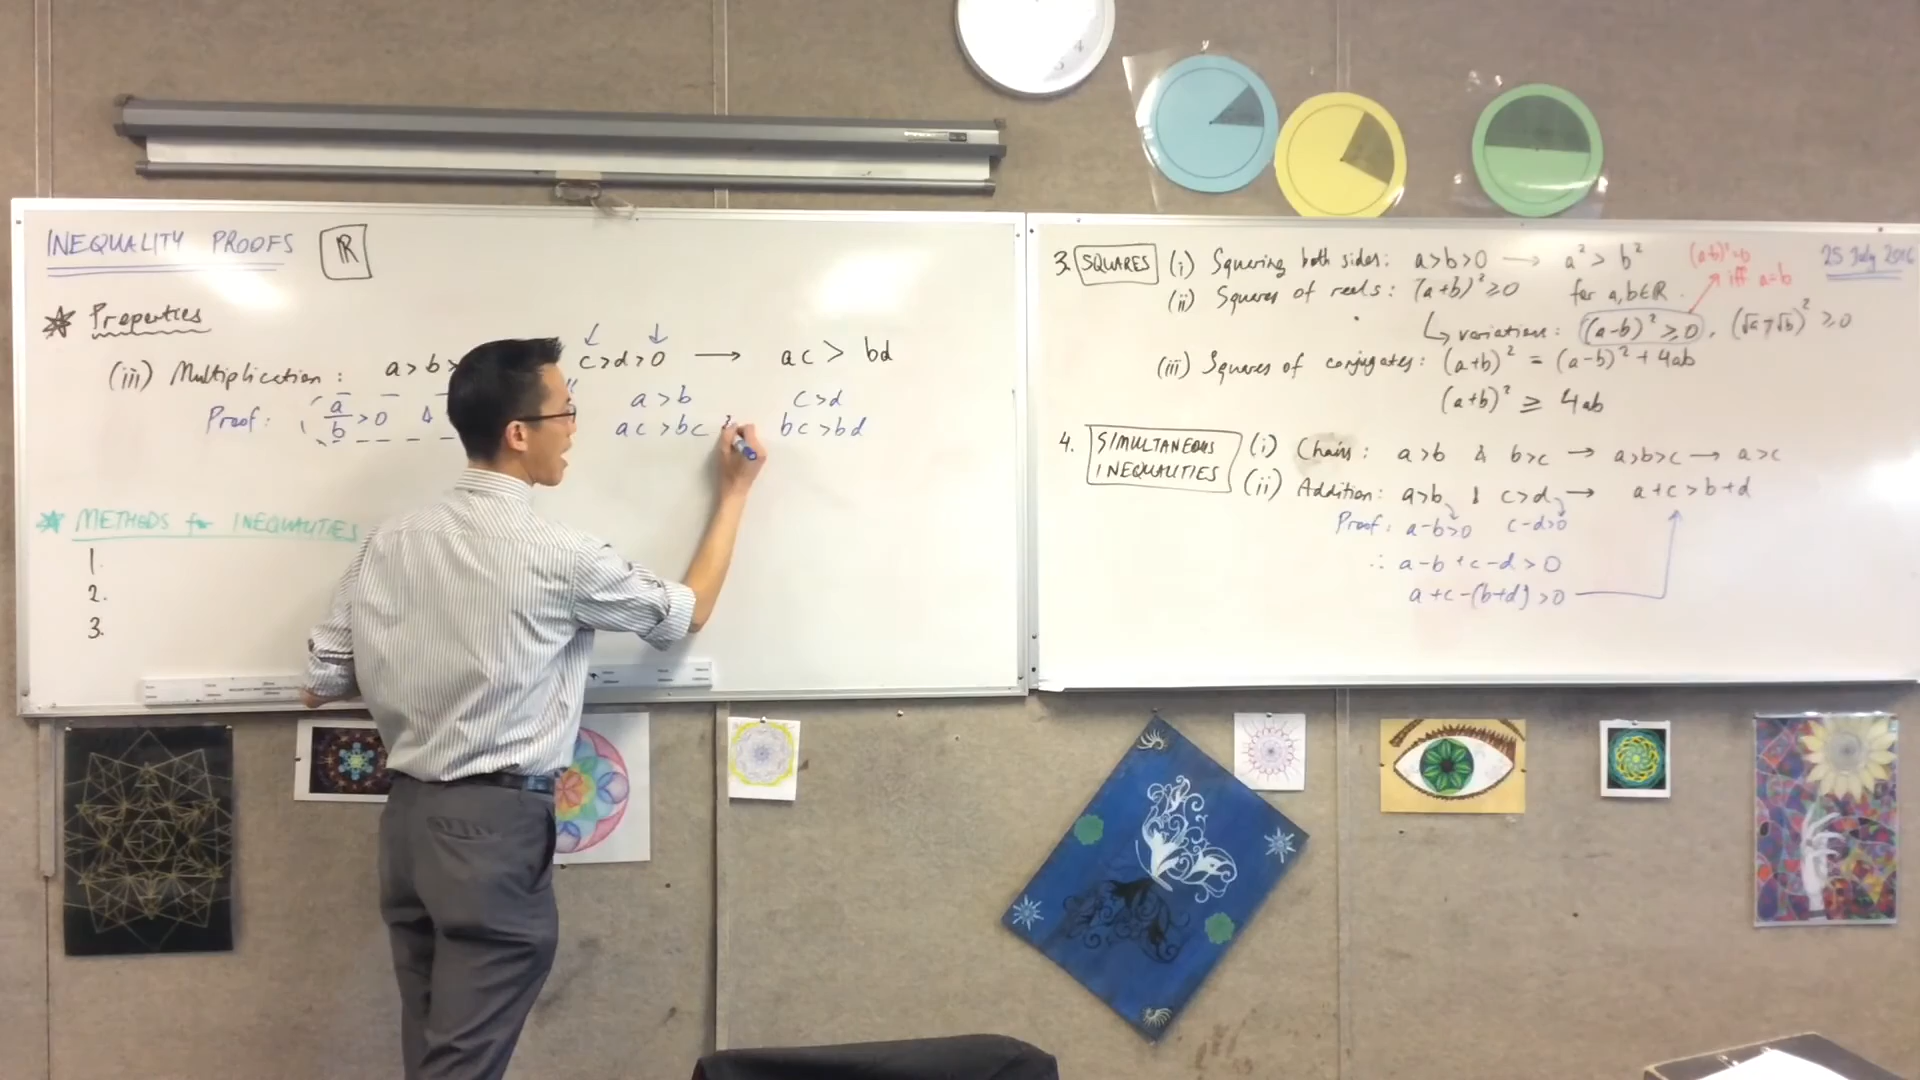 INEQUALITY PROOFS ℝ
Properties
(iii) Multiplication: a > b > c > d > 0 → ac > bd
Proof: a/b > 0 & a > b c > d
ac > bc bc > bd
METHODS for INEQUALITIES
1.
2.
3.
25 July 2016
3. SQUARES (i) Squaring both sides: a > b > 0 → a² > b²
(a-b)²=0
iff a=b
(ii) Squares of reals: (a+b)² ≥ 0 for a, b ∈ ℝ.
↳ variations: (a-b)² ≥ 0, (√a-√b)² ≥ 0
(iii) Squares of conjugates: (a+b)² = (a-b)² + 4ab
(a+b)² ≥ 4ab
4. SIMULTANEOUS INEQUALITIES (i) Chain: a > b & b > c → a > b > c → a > c
(ii) Addition: a > b & c > d → a + c > b + d
Proof: a-b > 0 c-d > 0
∴ a-b+c-d > 0
a+c-(b+d) > 0